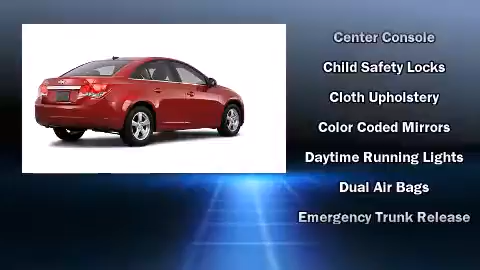 Center Console
Child Safety Locks
Cloth Upholstery
Color Coded Mirrors
Daytime Running Lights
Dual Air Bags
Emergency Trunk Release